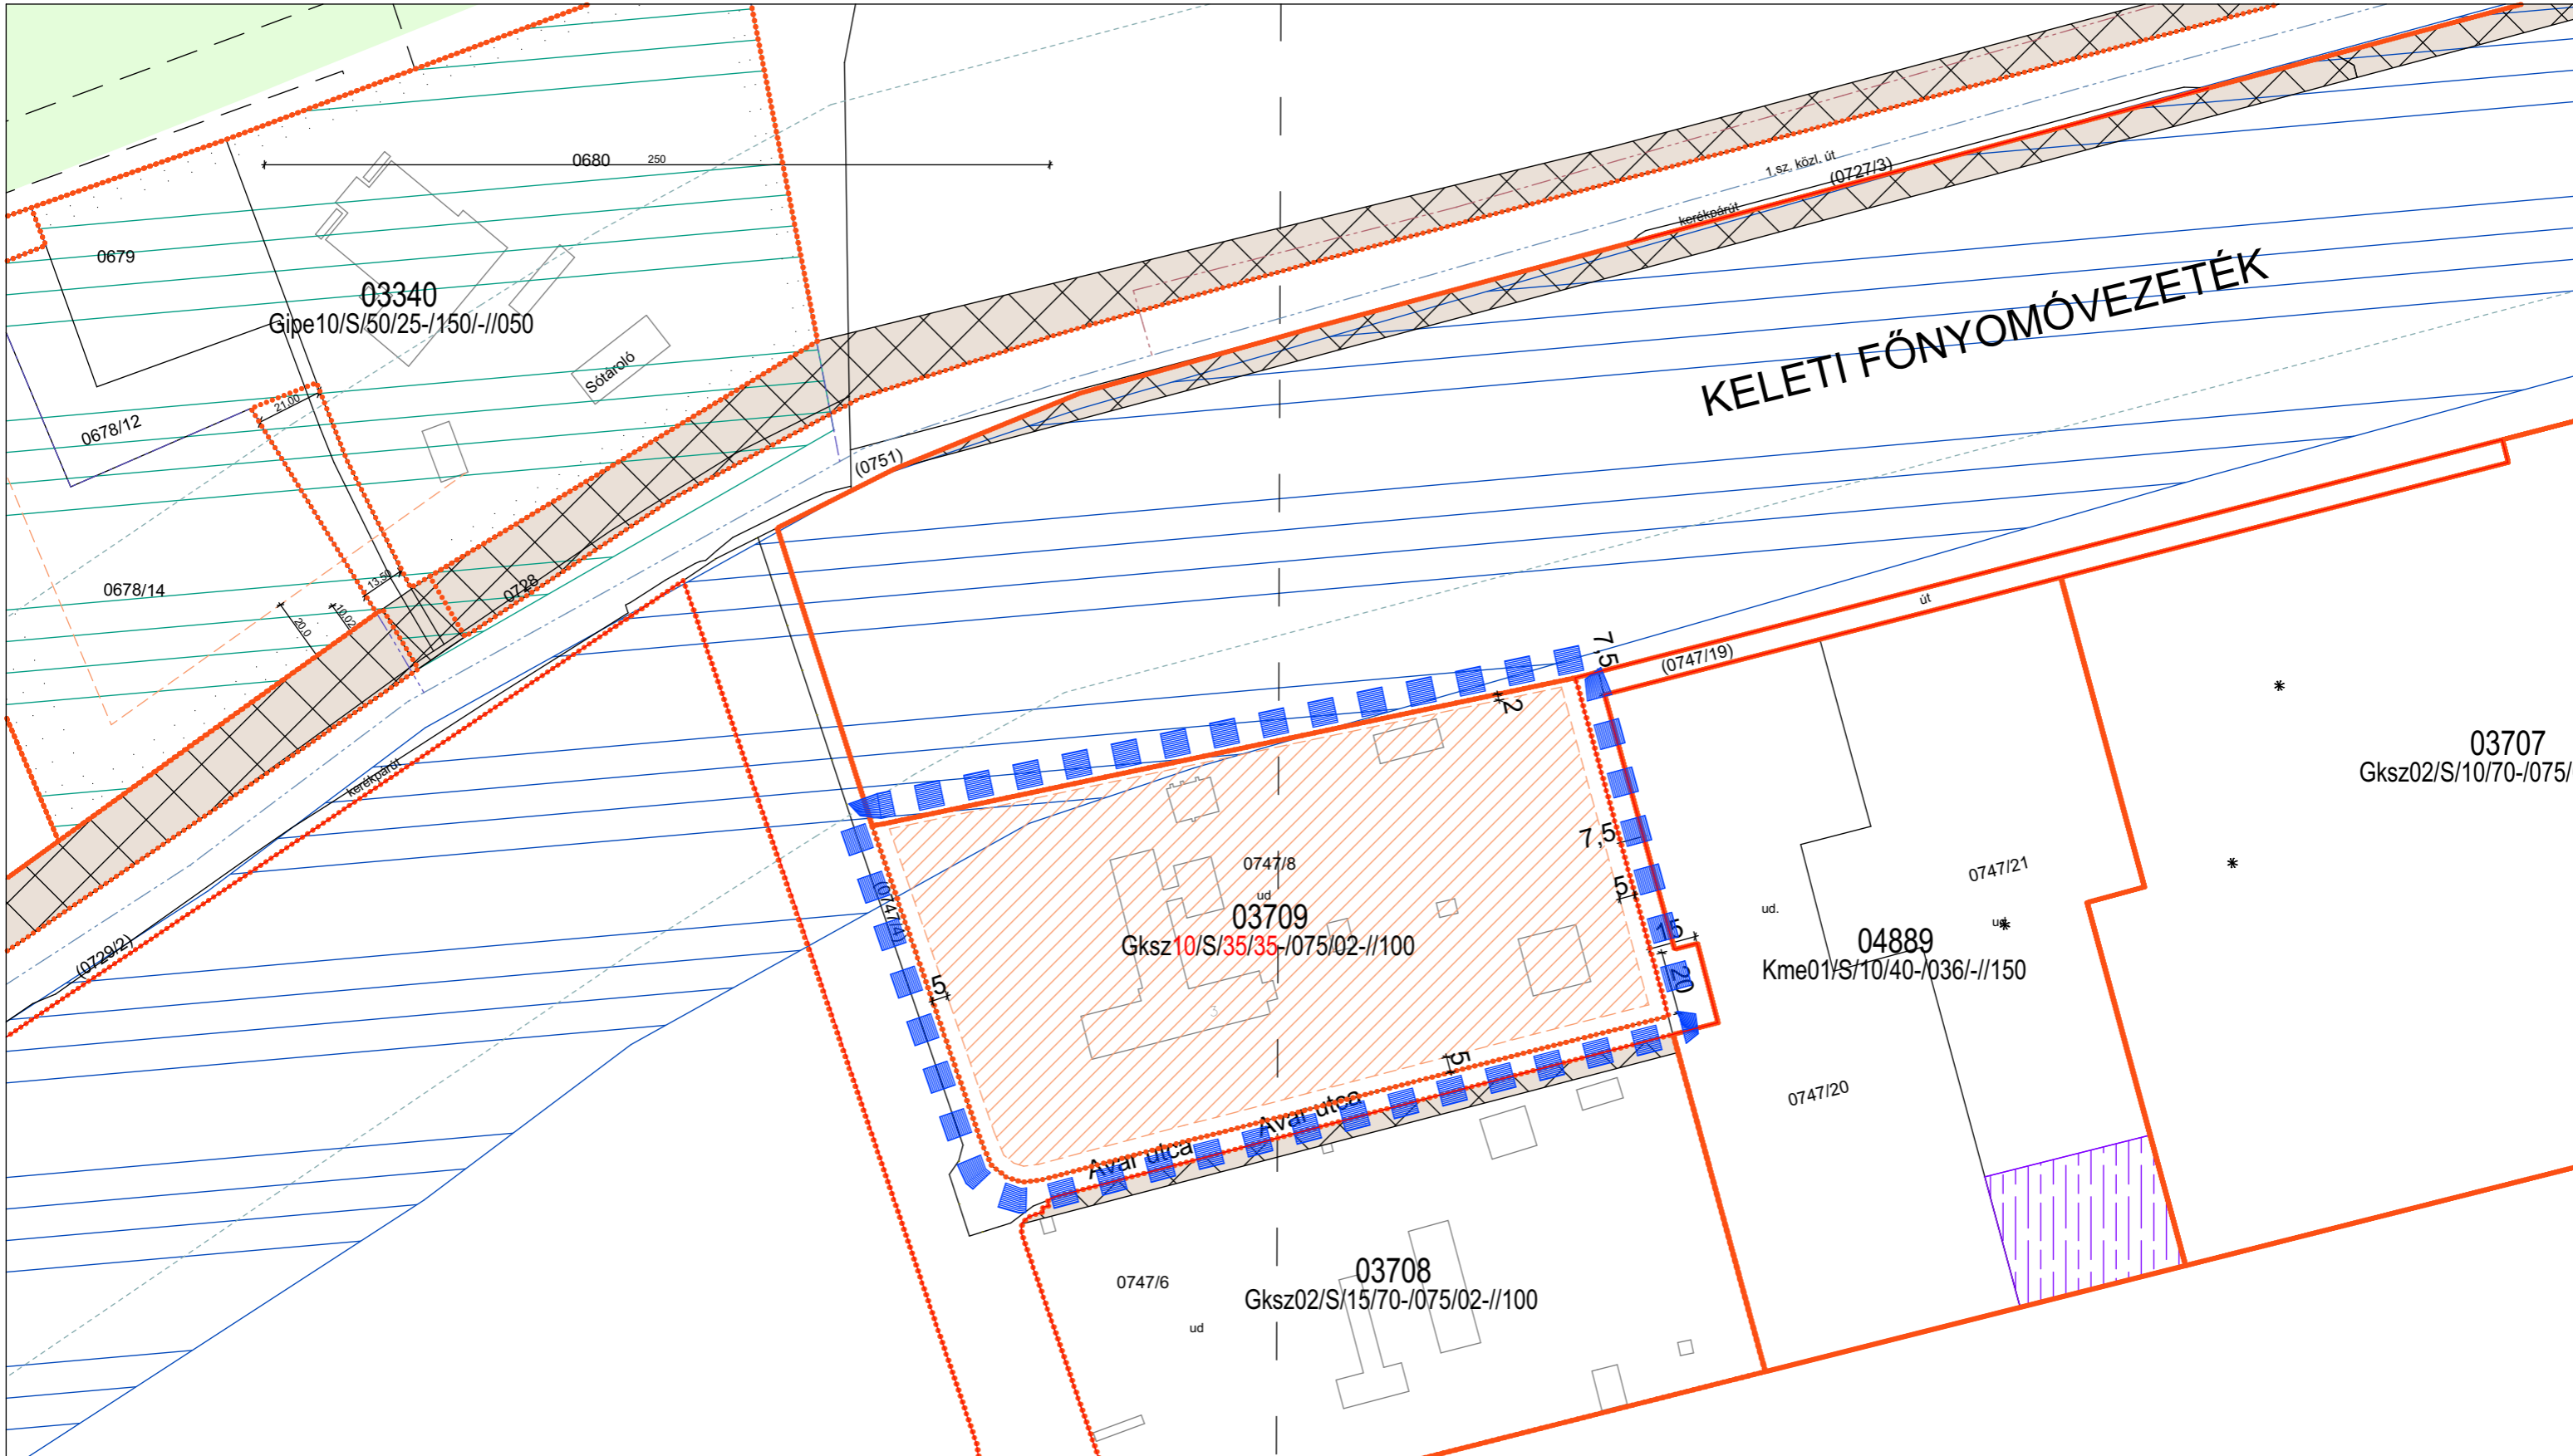 0680
250
1.sz. közl. út
(0727/3)
kerékpárút
0679
03340
Gipe10/S/50/25-/150/-//050
KELETI FŐNYOMÓVEZETÉK
Sótároló
21,00
0678/12
(0751)
0678/14
13,50
10,02
20,0
0728
út
(0747/19)
7,5
2
03707
Gksz02/S/10/70-/075/
kerékpárút
7,5
0747/8
ud
03709
Gksz10/S/35/35-/075/02-//100
(0747/4)
5
15
20
5
0747/21
ud.
ud.
04889
Kme01/S/10/40-/036/-//150
(0729/2)
3
5
0747/20
Avar utca
Avar utca
0747/6
03708
Gksz02/S/15/70-/075/02-//100
ud